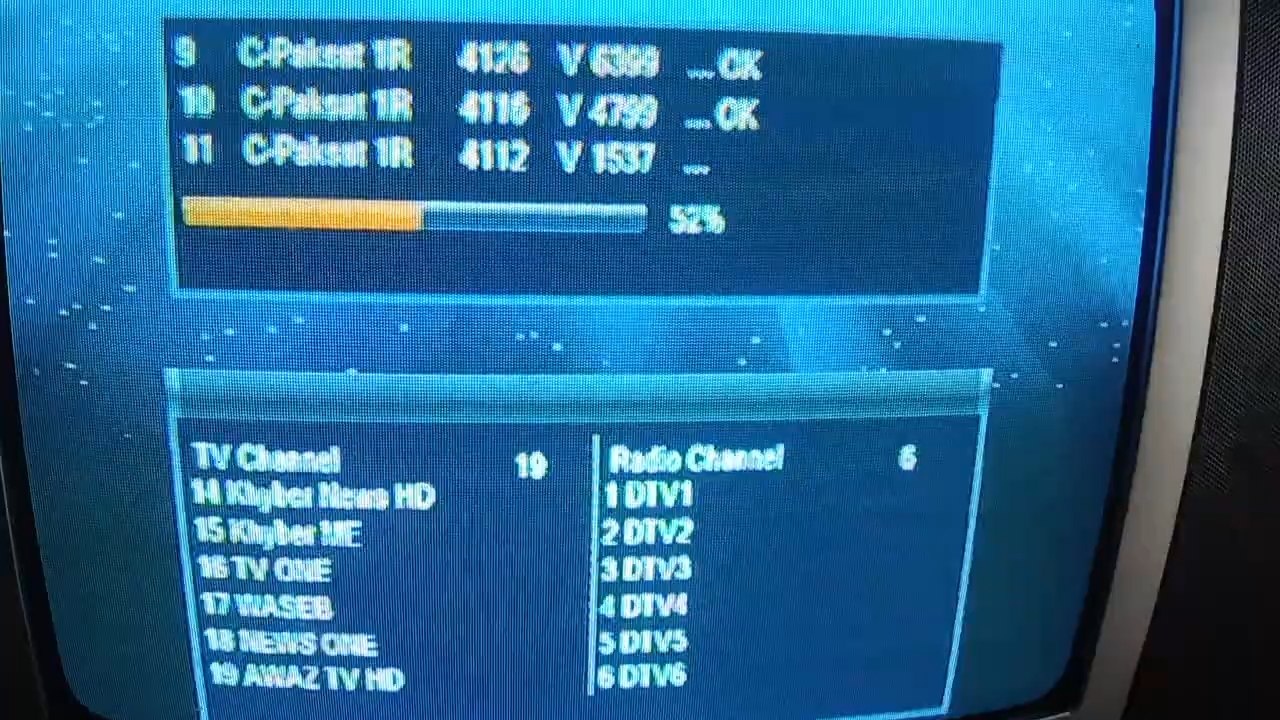 9 C-Paksat 1R 4126 V 6399 ... OK
10 C-Paksat 1R 4116 V 4799 ... OK
11 C-Paksat 1R 4112 V 1537 ...
52%
TV Channel 19
14 Khyber News HD
15 Khyber ME
16 TV ONE
17 WASEB
18 NEWS ONE
19 AWAZ TV HD
Radio Channel 6
1 DTV1
2 DTV2
3 DTV3
4 DTV4
5 DTV5
6 DTV6